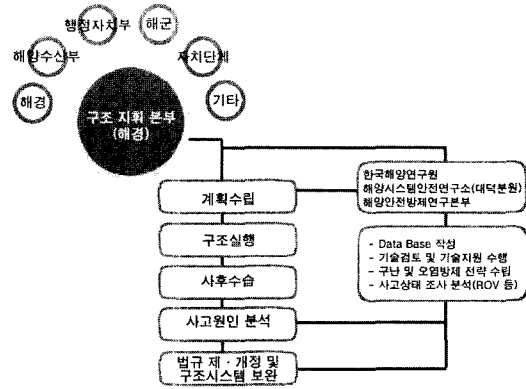 행정자치부
해군
해양수산부
자치단체
해경
기타
구조 지휘 본부
(해경)
한국해양연구원
해양시스템안전연구소(대덕분원)
해양안전방제연구본부
계획수립
구조실행
사후수습
사고원인 분석
법규 제 · 개정 및
구조시스템 보완
- Data Base 작성
- 기술검토 및 기술지원 수행
- 구난 및 오염방제 전략 수립
- 사고상태 조사 분석(ROV 등)